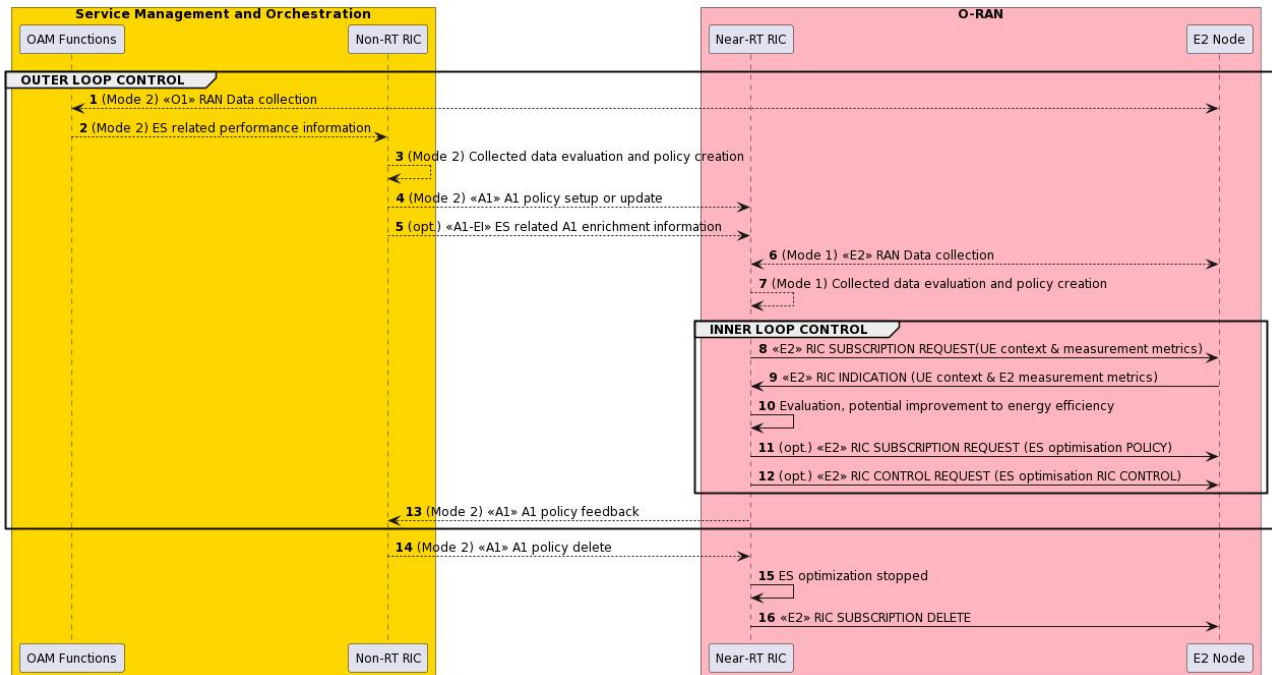 Service Management and Orchestration
O-RAN
OAM Functions
Non-RT RIC
Near-RT RIC
E2 Node
OUTER LOOP CONTROL
1 (Mode 2) «O1» RAN Data collection
2 (Mode 2) ES related performance information
3 (Mode 2) Collected data evaluation and policy creation
4 (Mode 2) «A1» A1 policy setup or update
5 (opt.) «A1-EI» ES related A1 enrichment information
6 (Mode 1) «E2» RAN Data collection
7 (Mode 1) Collected data evaluation and policy creation
INNER LOOP CONTROL
8 «E2» RIC SUBSCRIPTION REQUEST(UE context & measurement metrics)
9 «E2» RIC INDICATION (UE context & E2 measurement metrics)
10 Evaluation, potential improvement to energy efficiency
11 (opt.) «E2» RIC SUBSCRIPTION REQUEST (ES optimisation POLICY)
12 (opt.) «E2» RIC CONTROL REQUEST (ES optimisation RIC CONTROL)
13 (Mode 2) «A1» A1 policy feedback
14 (Mode 2) «A1» A1 policy delete
15 ES optimization stopped
16 «E2» RIC SUBSCRIPTION DELETE
OAM Functions
Non-RT RIC
Near-RT RIC
E2 Node